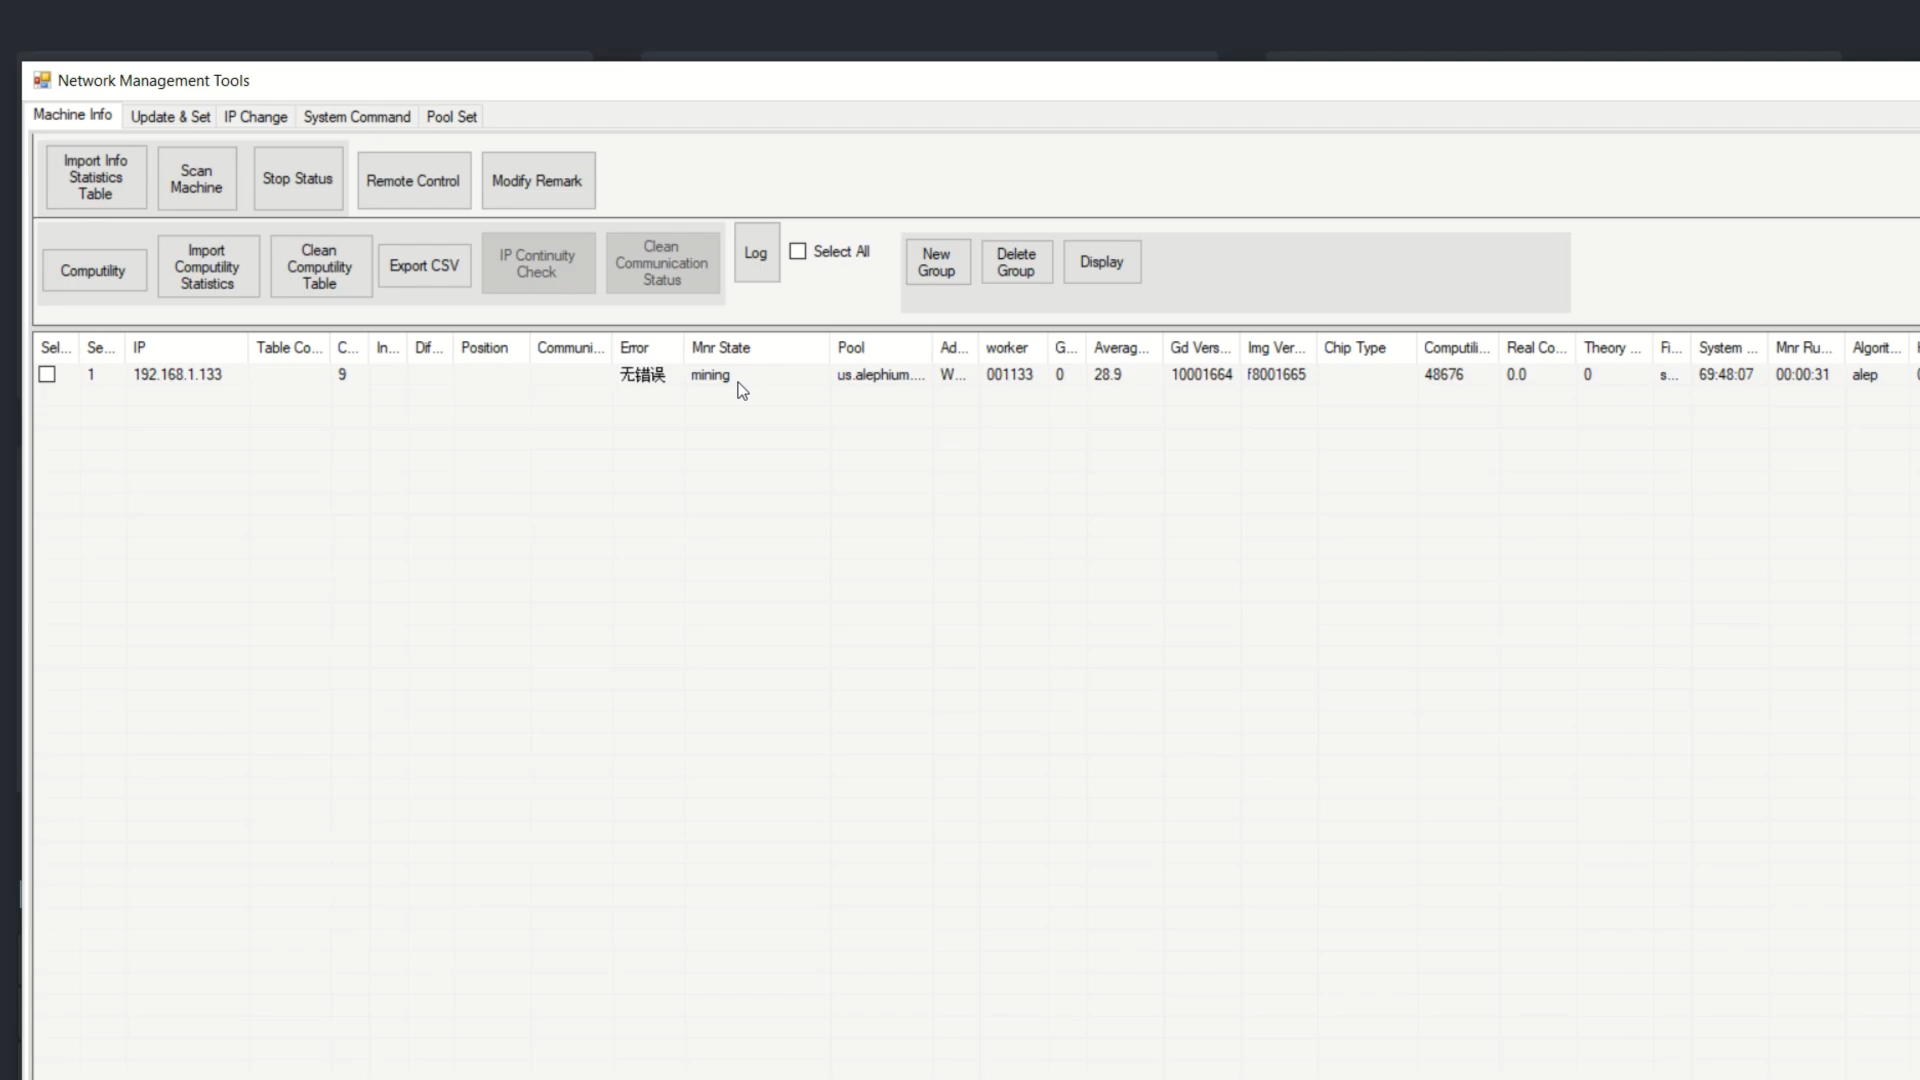 Network Management Tools
Machine Info Update & Set IP Change System Command Pool Set
Import Info
Statistics
Table
Scan
Machine
Stop Status
Remote Control
Modify Remark
Computility
Import
Computility
Statistics
Clean
Computility
Table
Export CSV
IP Continuity
Check
Clean
Communication
Status
Log
Select All
New
Group
Delete
Group
Display
Sel... Se... IP Table Co... C... In... Dif... Position Communi... Error Mnr State Pool Ad... worker G... Averag... Gd Vers... Img Ver... Chip Type Computili... Real Co... Theory ... Fi... System ... Mnr Ru... Algorit...
1 192.168.1.133 9 无错误 mining us.alephium.... W... 001133 0 28.9 10001664 f8001665 48676 0.0 0 s... 69:48:07 00:00:31 alep